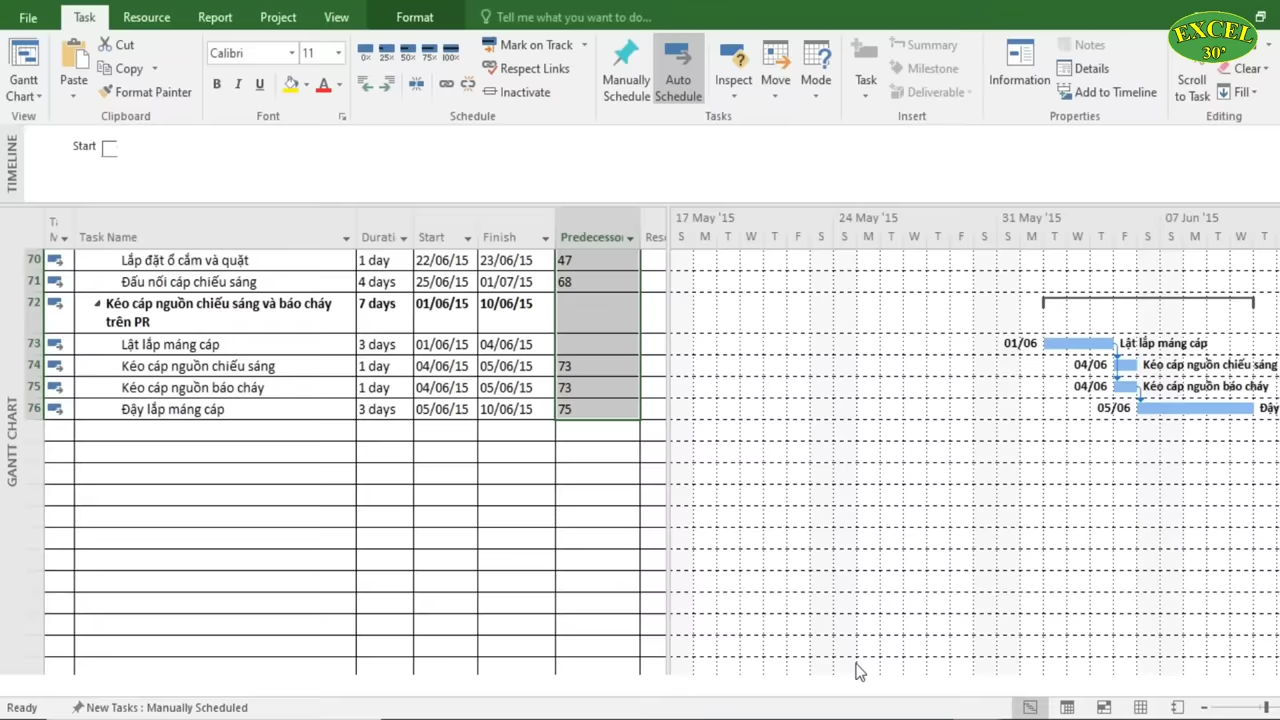 File Task Resource Report Project View Format Tell me what you want to do...
EXCEL
30°
Gantt Chart
View
Paste
Cut
Copy
Format Painter
Clipboard
Calibri 11
B I U A
Font
0% 25% 50% 75% 100%
Mark on Track
Respect Links
Inactivate
Schedule
Manually Schedule
Auto Schedule
Inspect
Move
Mode
Tasks
Task
Summary
Milestone
Deliverable
Insert
Information
Notes
Details
Add to Timeline
Properties
Scroll to Task
Clear
Fill
Editing
TIMELINE
Start
17 May '15 24 May '15 31 May '15 07 Jun '15
Task Name Durati Start Finish Predecessor Res
S M T W T F S S M T W T F S S M T W T F S S M T W T
70 Lắp đặt ổ cắm và quặt 1 day 22/06/15 23/06/15 47
71 Đấu nối cáp chiếu sáng 4 days 25/06/15 01/07/15 68
72 Kéo cáp nguồn chiếu sáng và báo cháy 7 days 01/06/15 10/06/15
trên PR
73 Lật lắp máng cáp 3 days 01/06/15 04/06/15 01/06 Lật lắp máng cáp
74 Kéo cáp nguồn chiếu sáng 1 day 04/06/15 05/06/15 73 04/06 Kéo cáp nguồn chiếu sáng
75 Kéo cáp nguồn báo cháy 1 day 04/06/15 05/06/15 73 04/06 Kéo cáp nguồn báo cháy
76 Đậy lắp máng cáp 3 days 05/06/15 10/06/15 75 05/06 Đậy
GANTT CHART
Ready New Tasks : Manually Scheduled